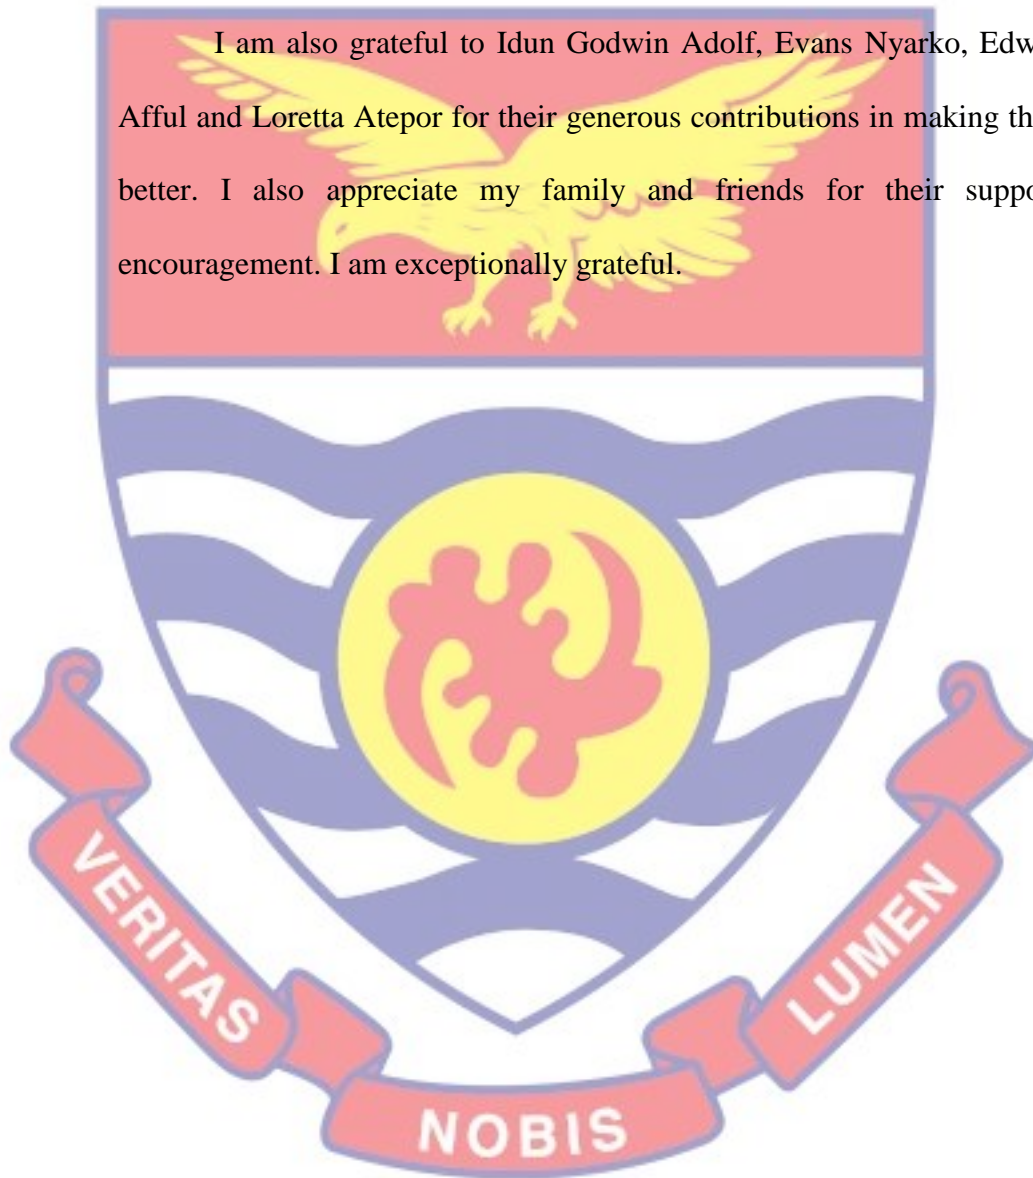 I am also grateful to Idun Godwin Adolf, Evans Nyarko, Edw
Afful and Loretta Atepor for their generous contributions in making th
better. I also appreciate my family and friends for their suppo
encouragement. I am exceptionally grateful.
VERITAS
NOBIS
LUMEN